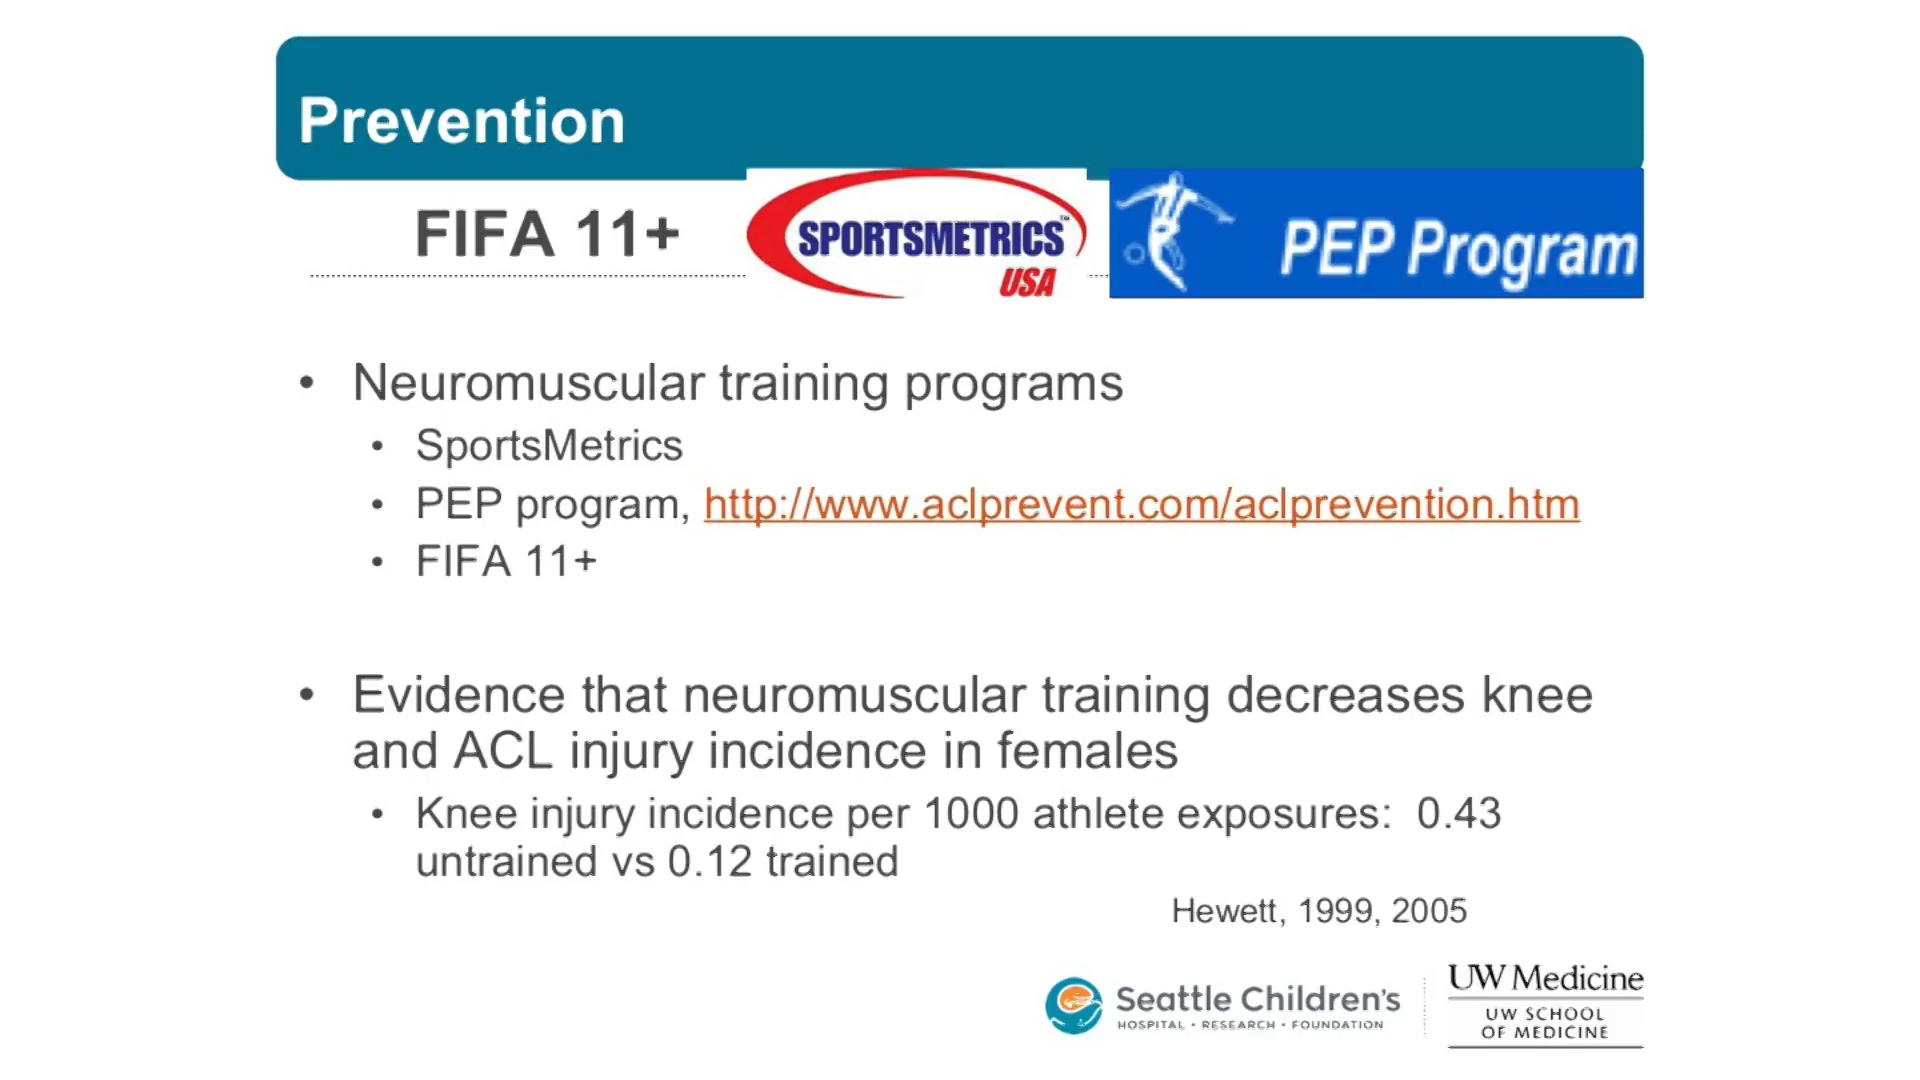 Prevention
FIFA 11+
SPORTSMETRICS™
USA
PEP Program
• Neuromuscular training programs
• SportsMetrics
• PEP program, http://www.aclprevent.com/aclprevention.htm
• FIFA 11+
• Evidence that neuromuscular training decreases knee
and ACL injury incidence in females
• Knee injury incidence per 1000 athlete exposures: 0.43
untrained vs 0.12 trained
Hewett, 1999, 2005
Seattle Children's
HOSPITAL • RESEARCH • FOUNDATION
UW Medicine
UW SCHOOL
OF MEDICINE